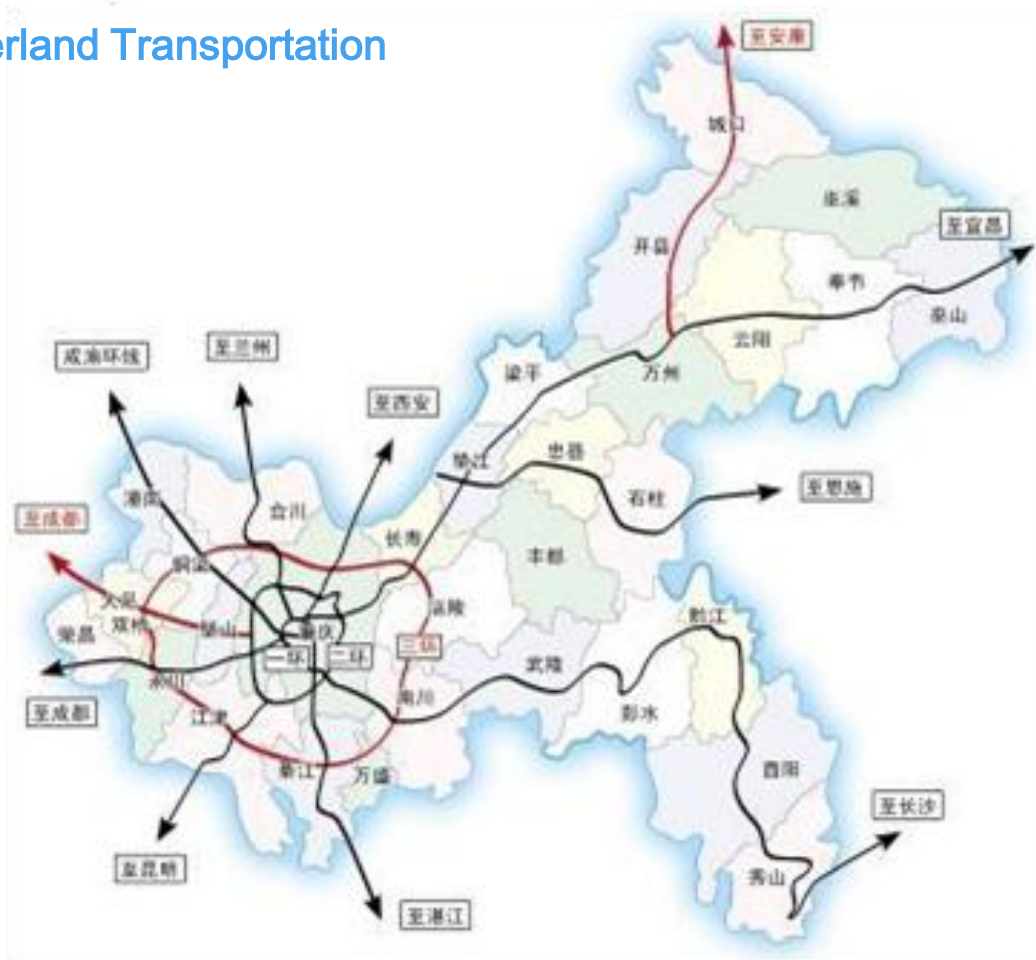 erland Transportation
至安康
城口
巫溪
至宜昌
开县
奉节
巫山
云阳
至兰州
成渝环线
梁平
万州
至西安
忠县
垫江
至恩施
石柱
潼南
合川
至成都
长寿
丰都
铜梁
大足
涪陵
黔江
双桥
荣昌
璧山
重庆
三环
一环
二环
武隆
永川
南川
至成都
江津
彭水
綦江
万盛
酉阳
至长沙
至昆明
秀山
至湛江